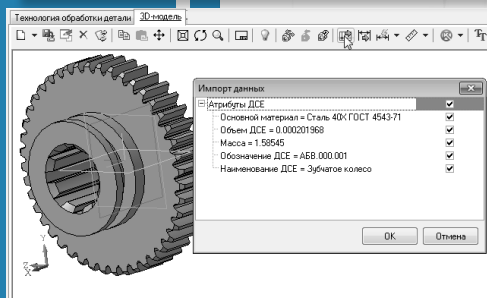 Технология обработки детали 3D-модель
Импорт данных
Атрибуты ДСЕ
Основной материал = Сталь 40Х ГОСТ 4543-71
Объем ДСЕ = 0.000201968
Масса = 1.58545
Обозначение ДСЕ = АБВ.000.001
Наименование ДСЕ = Зубчатое колесо
OK Отмена
Y
Z
X